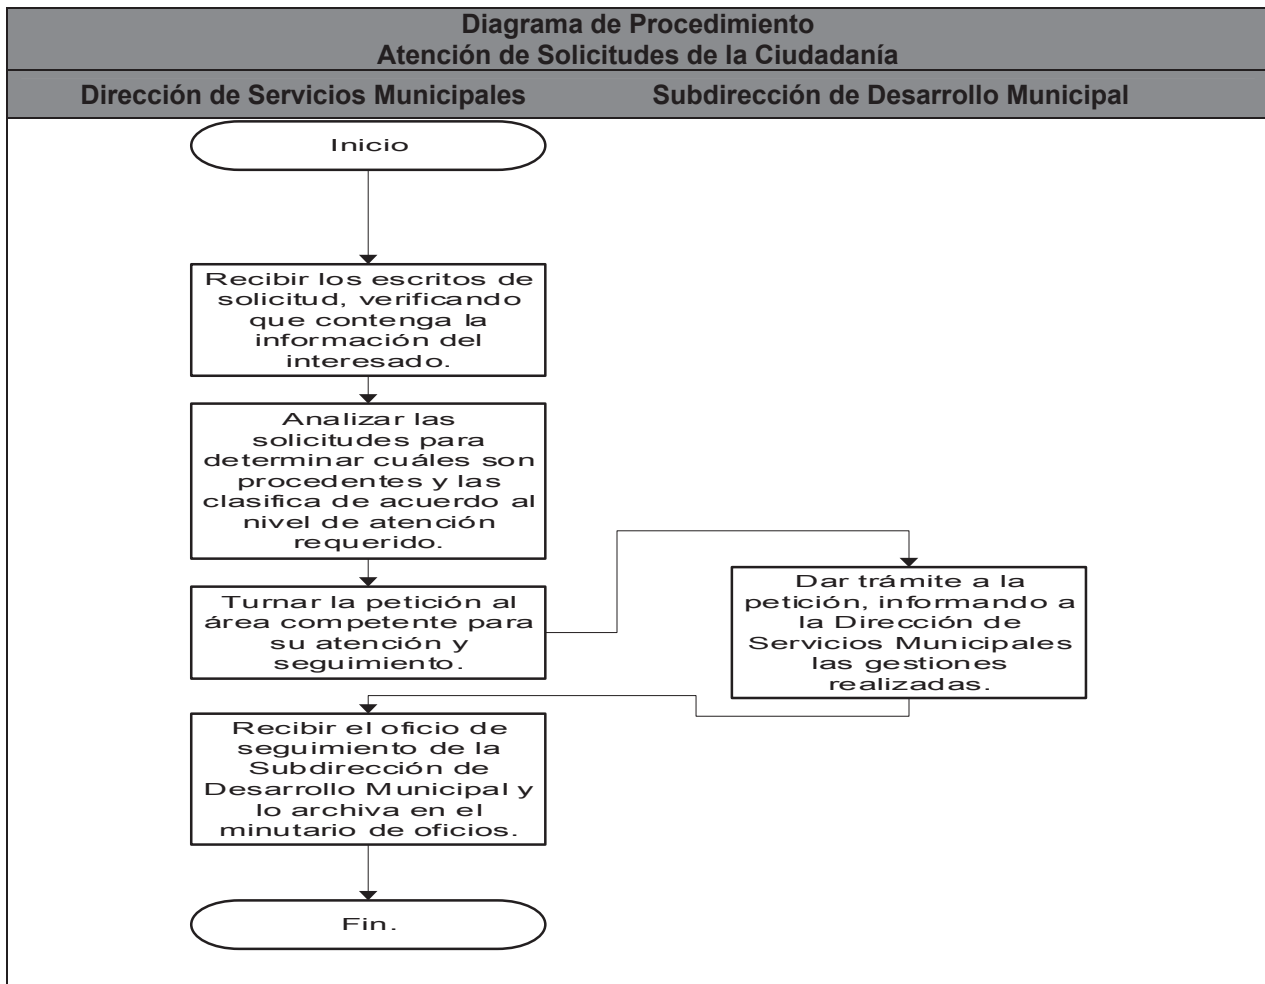 Diagrama de Procedimiento
Atención de Solicitudes de la Ciudadanía
Dirección de Servicios Municipales
Subdirección de Desarrollo Municipal
Inicio
Recibir los escritos de
solicitud, verificando
que contenga la
información del
interesado.
Analizar las
solicitudes para
determinar cuáles son
procedentes y las
clasifica de acuerdo al
nivel de atención
requerido.
Turnar la petición al
área competente para
su atención y
seguimiento.
Dar trámite a la
petición, informando a
la Dirección de
Servicios Municipales
las gestiones
realizadas.
Recibir el oficio de
seguimiento de la
Subdirección de
Desarrollo Municipal y
lo archiva en el
minutario de oficios.
Fin.